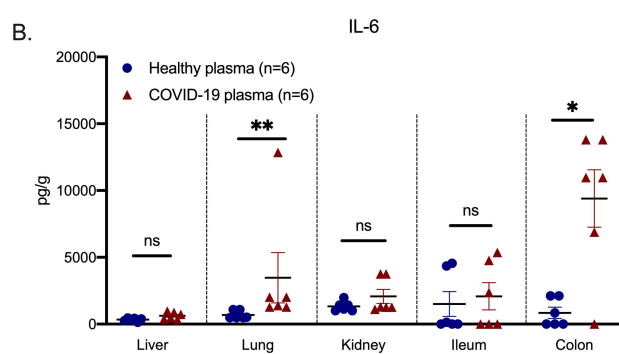 B.
IL-6
20000
Healthy plasma (n=6)
COVID-19 plasma (n=6)
15000
**
*
pg/g
10000
ns
ns
ns
5000
0
Liver
Lung
Kidney
Ileum
Colon